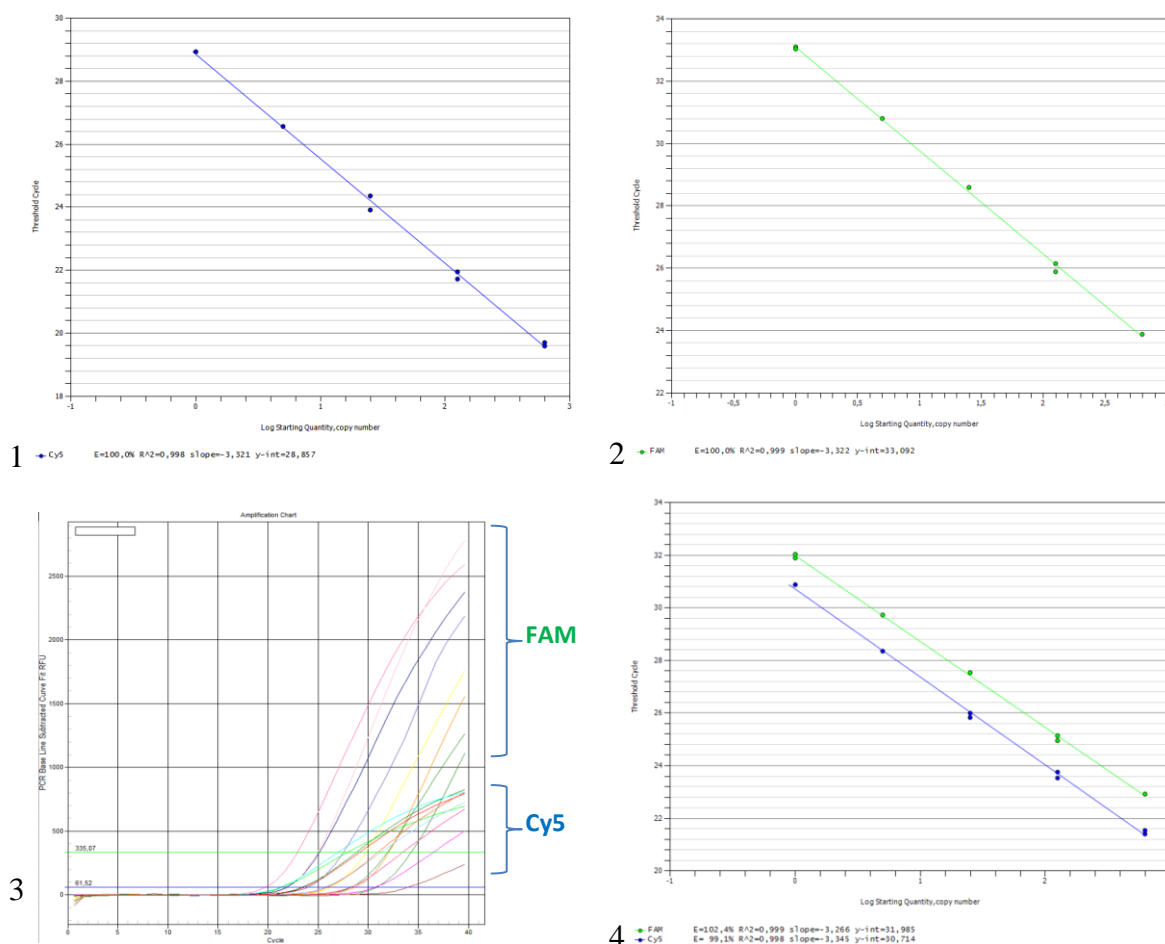 30
28
26
24
22
20
18
Threshold Cycle
-1 0 1 2 3
Log Starting Quantity,copy number
1
Cy5 E=100,0% R^2=0,998 slope=-3,321 y-int=28,857
34
32
30
28
26
24
22
Threshold Cycle
-1 -0,5 0 0,5 1 1,5 2 2,5
Log Starting Quantity,copy number
2
FAM E=100,0% R^2=0,999 slope=-3,322 y-int=33,092
Amplification Chart
PCR Base Line Subtracted Curve Fit RFU
2500
2000
1500
1000
500
0
335,07
61,52
0 5 10 15 20 25 30 35 40
Cycle
FAM
Cy5
3
34
32
30
28
26
24
22
20
Threshold Cycle
-1 0 1 2
Log Starting Quantity,copy number
4
FAM E=102,4% R^2=0,999 slope=-3,266 y-int=31,985
Cy5 E= 99,1% R^2=0,998 slope=-3,345 y-int=30,714